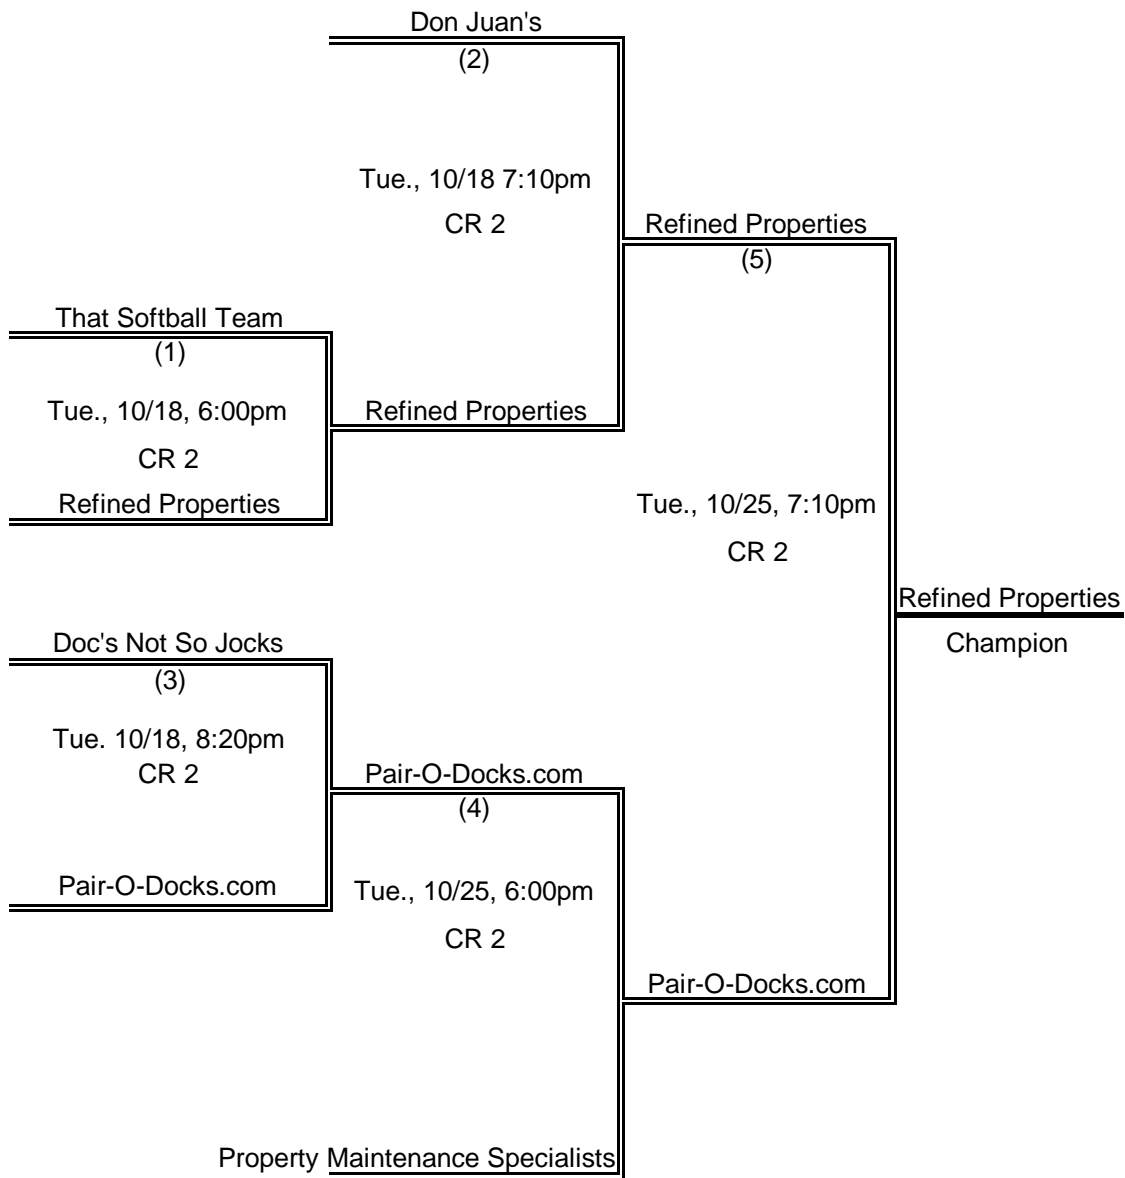 Don Juan's
(2)
Tue., 10/18 7:10pm
CR 2
Refined Properties
(5)
That Softball Team
(1)
Tue., 10/18, 6:00pm
Refined Properties
CR 2
Refined Properties
Tue., 10/25, 7:10pm
CR 2
Refined Properties
Champion
Doc's Not So Jocks
(3)
Tue. 10/18, 8:20pm
CR 2
Pair-O-Docks.com
(4)
Pair-O-Docks.com
Tue., 10/25, 6:00pm
CR 2
Pair-O-Docks.com
Property Maintenance Specialists